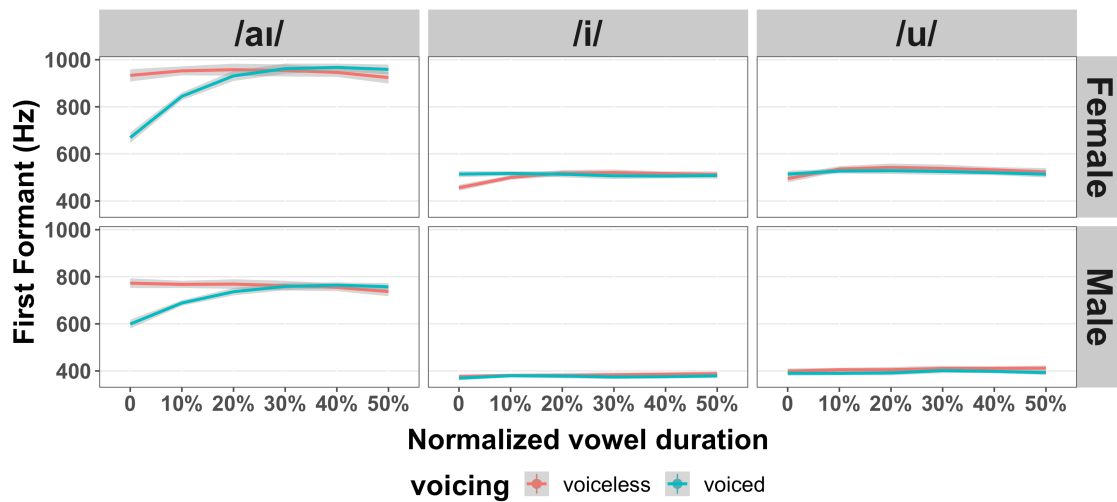 /aɪ/ /i/ /u/
First Formant (Hz)
1000
800
600
400
Female
1000
800
600
400
Male
0 10% 20% 30% 40% 50% 0 10% 20% 30% 40% 50% 0 10% 20% 30% 40% 50%
Normalized vowel duration
voicing voiceless voiced